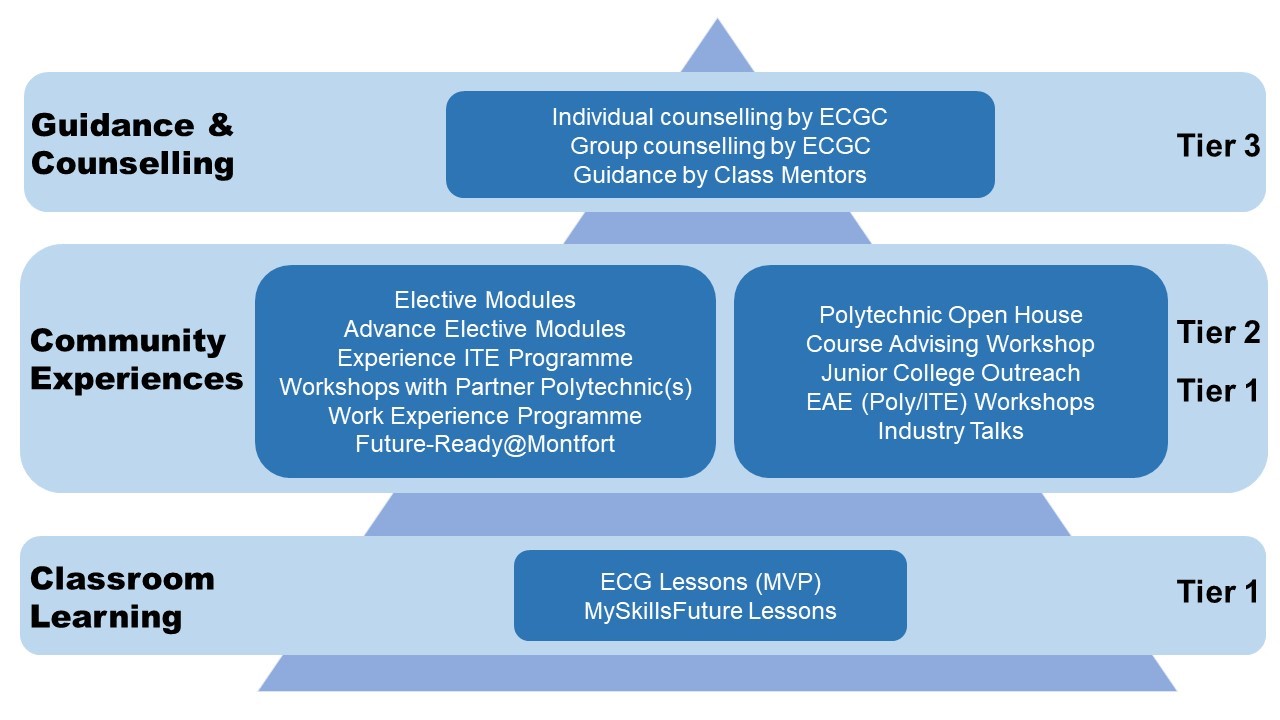 Guidance &
Counselling
Individual counselling by ECGC
Group counselling by ECGC
Guidance by Class Mentors
Tier 3
Community
Experiences
Elective Modules
Advance Elective Modules
Experience ITE Programme
Workshops with Partner Polytechnic(s)
Work Experience Programme
Future-Ready@Montfort
Polytechnic Open House
Course Advising Workshop
Junior College Outreach
EAE (Poly/ITE) Workshops
Industry Talks
Tier 2
Tier 1
Classroom
Learning
ECG Lessons (MVP)
MySkillsFuture Lessons
Tier 1